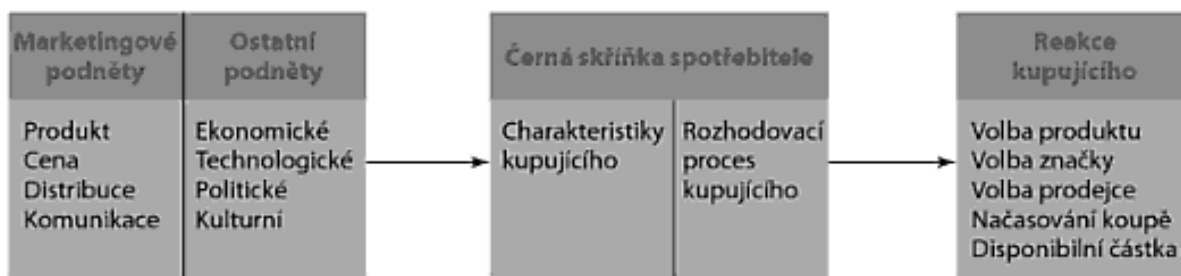 Marketingové
podněty
Ostatní
podněty
Černá skříňka spotřebitele
Reakce
kupujícího
Produkt
Cena
Distribuce
Komunikace
Ekonomické
Technologické
Politické
Kulturní
Charakteristiky
kupujícího
Rozhodovací
proces
kupujícího
Volba produktu
Volba značky
Volba prodejce
Načasování koupě
Disponibilní částka